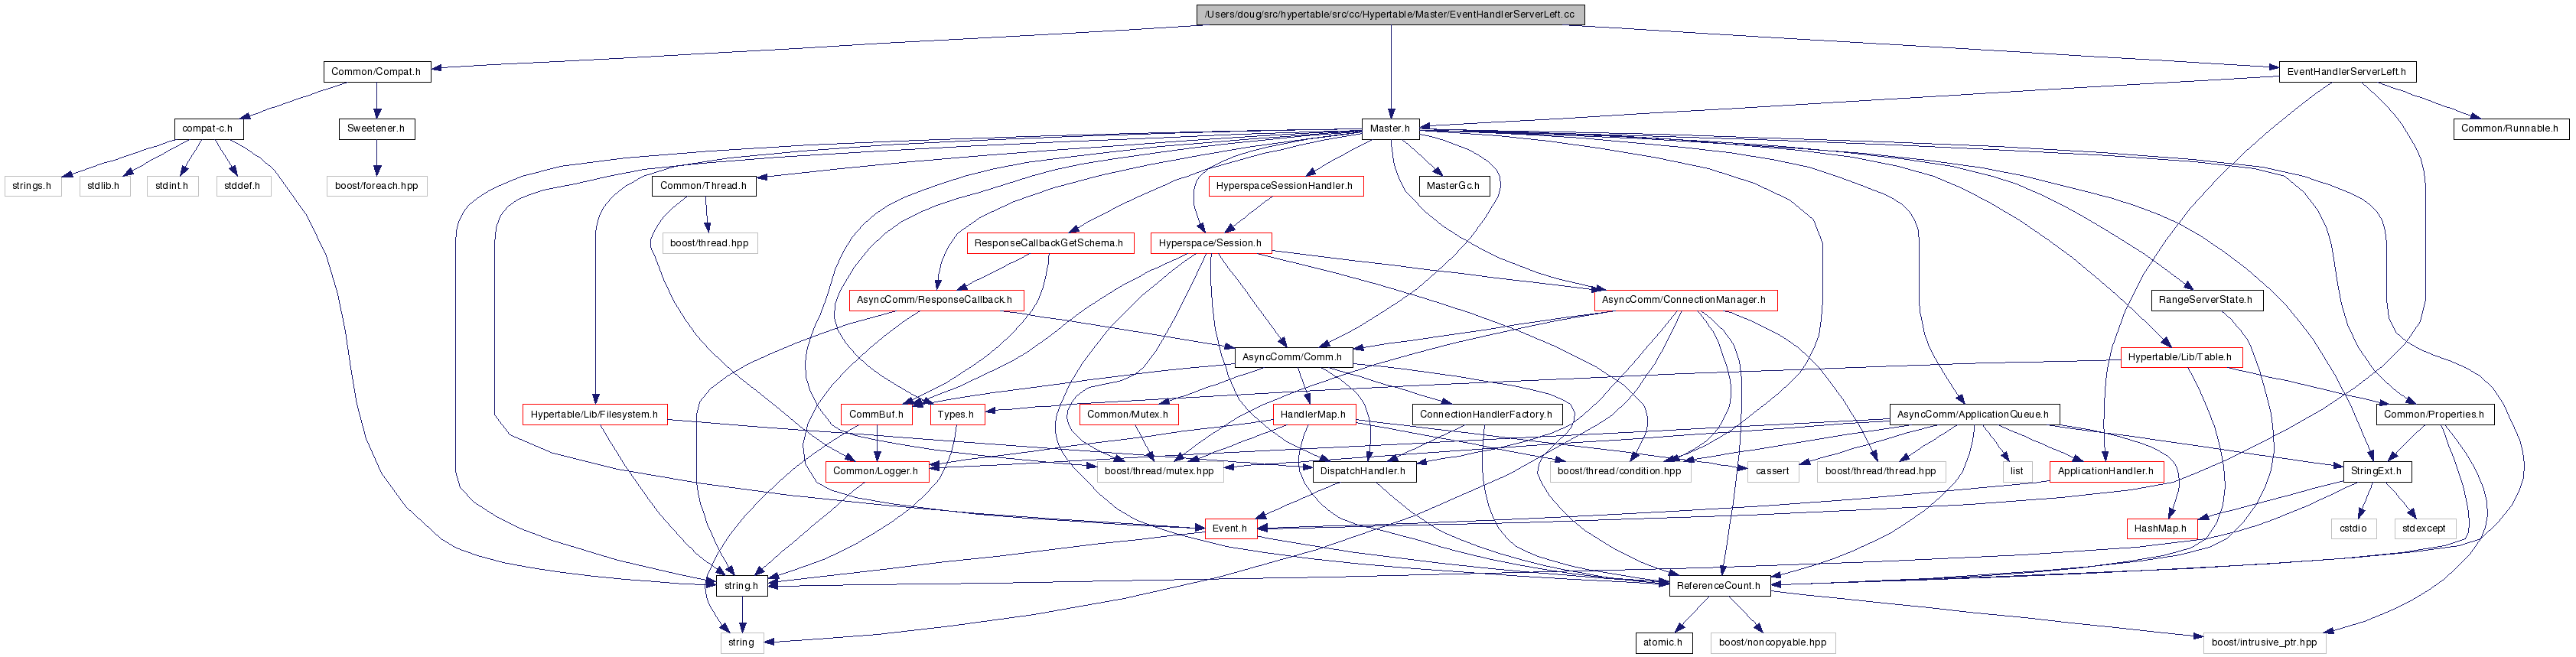 /Users/doug/src/hypertable/src/cc/Hypertable/Master/EventHandlerServerLeft.cc
Common/Compat.h
EventHandlerServerLeft.h
compat-c.h
Sweetener.h
Master.h
Common/Runnable.h
strings.h
stdlib.h
stdint.h
stddef.h
boost/foreach.hpp
Common/Thread.h
HyperspaceSessionHandler.h
MasterGc.h
boost/thread.hpp
ResponseCallbackGetSchema.h
Hyperspace/Session.h
AsyncComm/ResponseCallback.h
AsyncComm/ConnectionManager.h
RangeServerState.h
AsyncComm/Comm.h
Hypertable/Lib/Table.h
Hypertable/Lib/Filesystem.h
CommBuf.h
Types.h
Common/Mutex.h
HandlerMap.h
ConnectionHandlerFactory.h
AsyncComm/ApplicationQueue.h
Common/Properties.h
Common/Logger.h
boost/thread/mutex.hpp
DispatchHandler.h
boost/thread/condition.hpp
cassert
boost/thread/thread.hpp
list
ApplicationHandler.h
StringExt.h
Event.h
HashMap.h
cstdio
stdexcept
string.h
ReferenceCount.h
string
atomic.h
boost/noncopyable.hpp
boost/intrusive_ptr.hpp